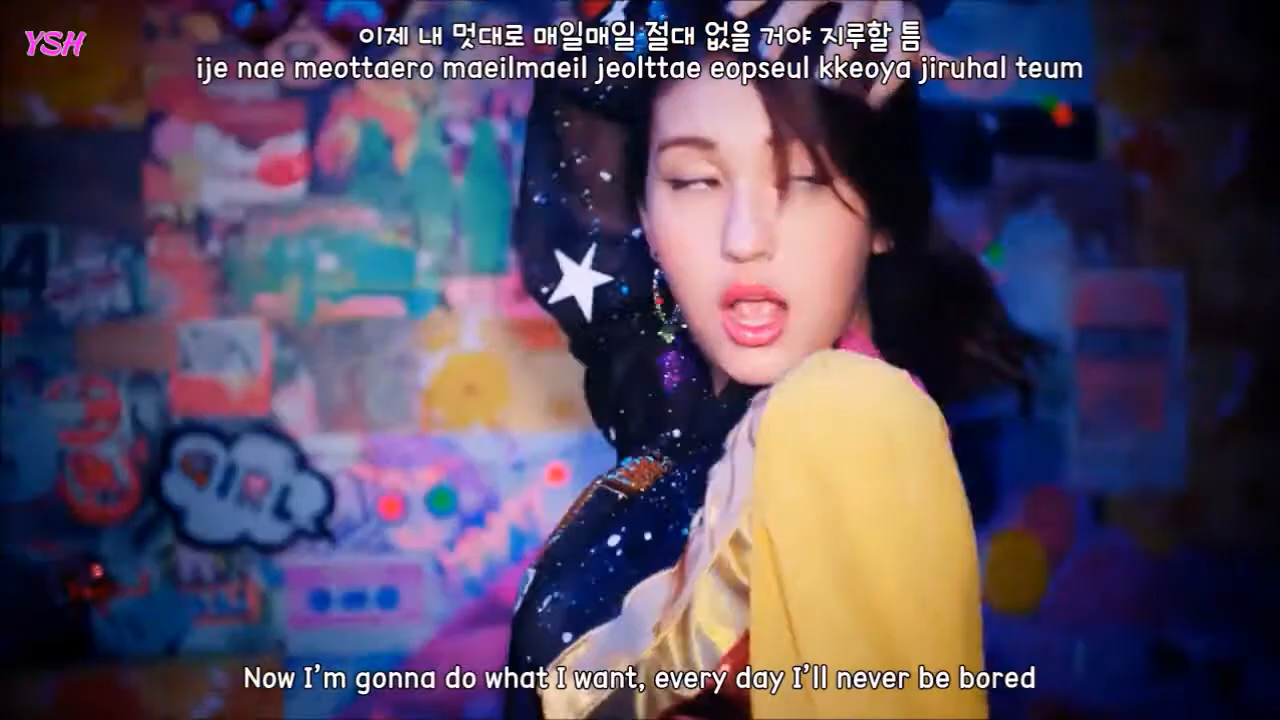 YSH
이제 내 멋대로 매일매일 절대 없을 거야 지루할 틈
ije nae meottaero maeilmaeil jeolttae eopseul kkeoya jiruhal teum
4
GIRL
Now I'm gonna do what I want, every day I'll never be bored